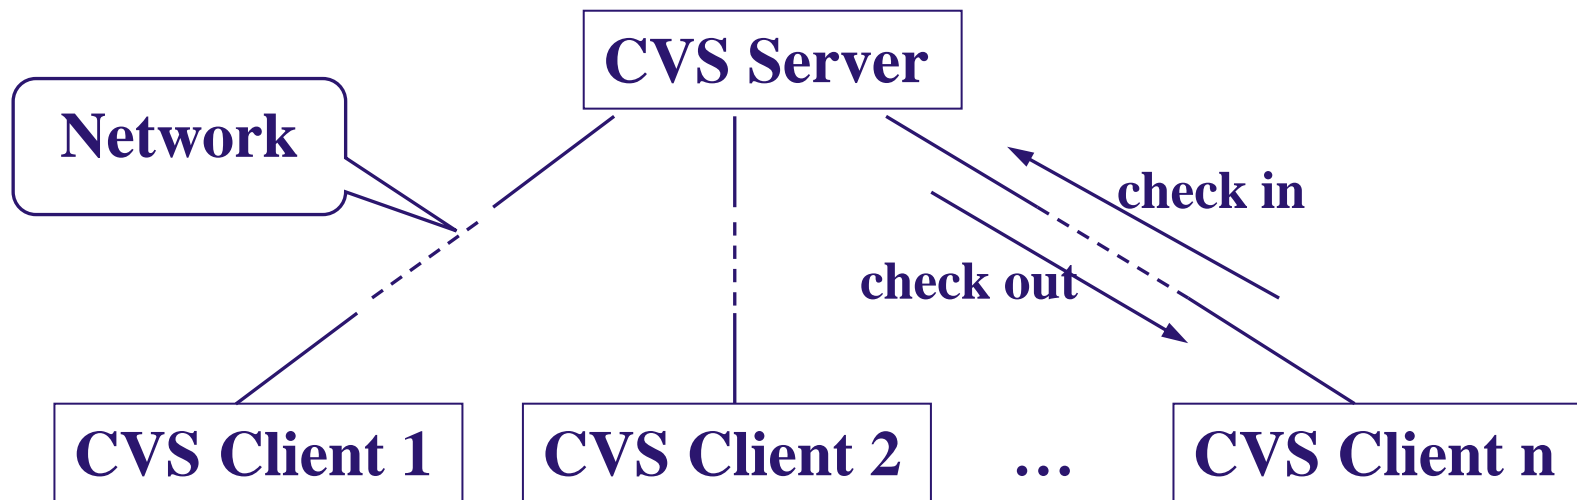 CVS Server
Network
check in
check out
CVS Client 1
CVS Client 2
...
CVS Client n